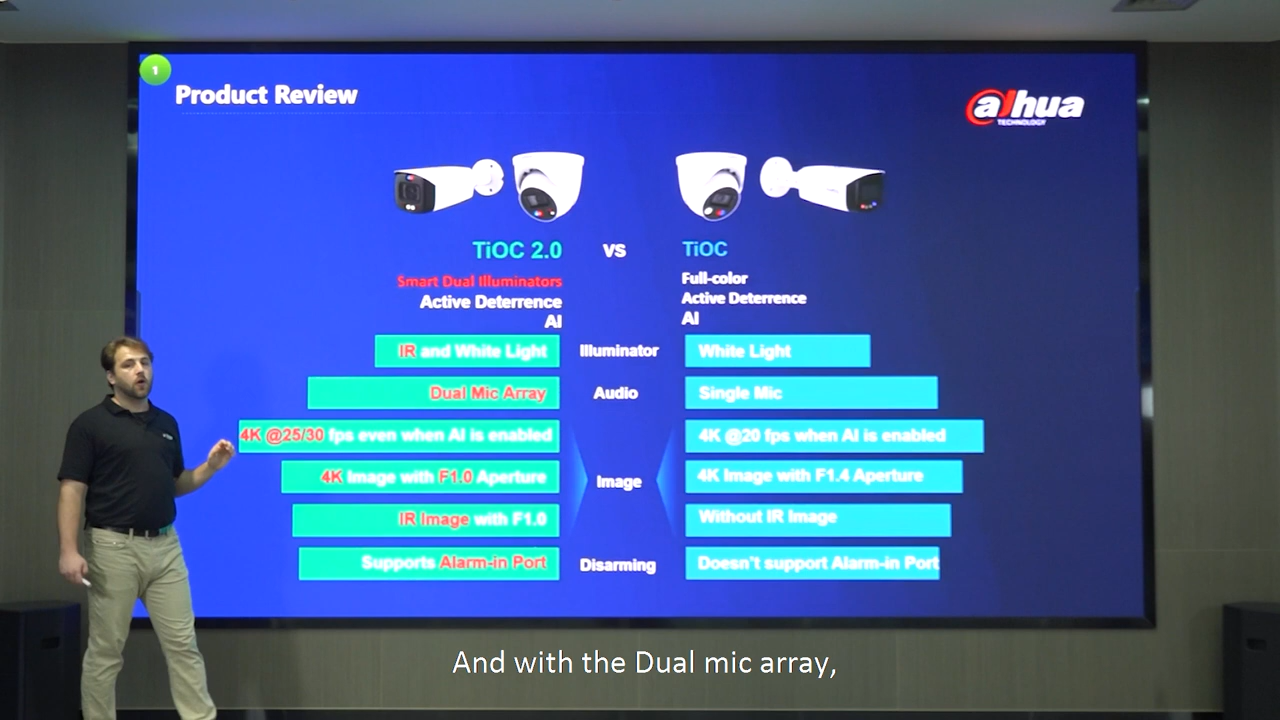 1
Product Review
alhua
TECHNOLOGY
TiOC 2.0 VS TiOC
Smart Dual Illuminators
Active Deterrence
AI
Full-color
Active Deterrence
AI
IR and White Light Illuminator White Light
Dual Mic Array Audio Single Mic
4K @25/30 fps even when AI is enabled 4K @20 fps when AI is enabled
4K Image with F1.0 Aperture Image 4K Image with F1.4 Aperture
IR Image with F1.0 Without IR Image
Supports Alarm-in Port Disarming Doesn't support Alarm-in Port
And with the Dual mic array,